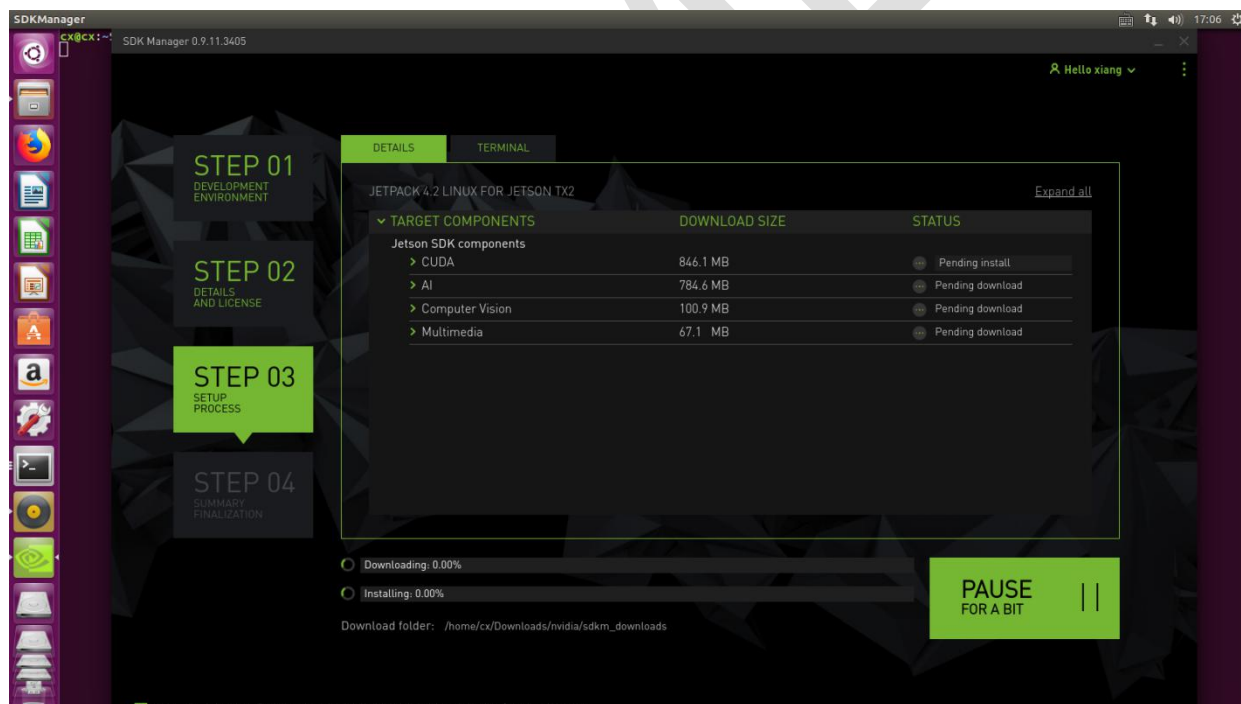 SDKManager
17:06
cx@cx:~
SDK Manager 0.9.11.3405
Hello xiang
DETAILS TERMINAL
STEP 01
DEVELOPMENT
ENVIRONMENT
JETPACK 4.2 LINUX FOR JETSON TX2 Expand all
TARGET COMPONENTS DOWNLOAD SIZE STATUS
Jetson SDK components
CUDA 846.1 MB Pending install
AI 784.6 MB Pending download
Computer Vision 100.9 MB Pending download
Multimedia 67.1 MB Pending download
STEP 02
DETAILS
AND LICENSE
STEP 03
SETUP
PROCESS
STEP 04
SUMMARY
FINALIZATION
Downloading: 0.00%
Installing: 0.00%
PAUSE
FOR A BIT
Download folder: /home/cx/Downloads/nvidia/sdkm_downloads